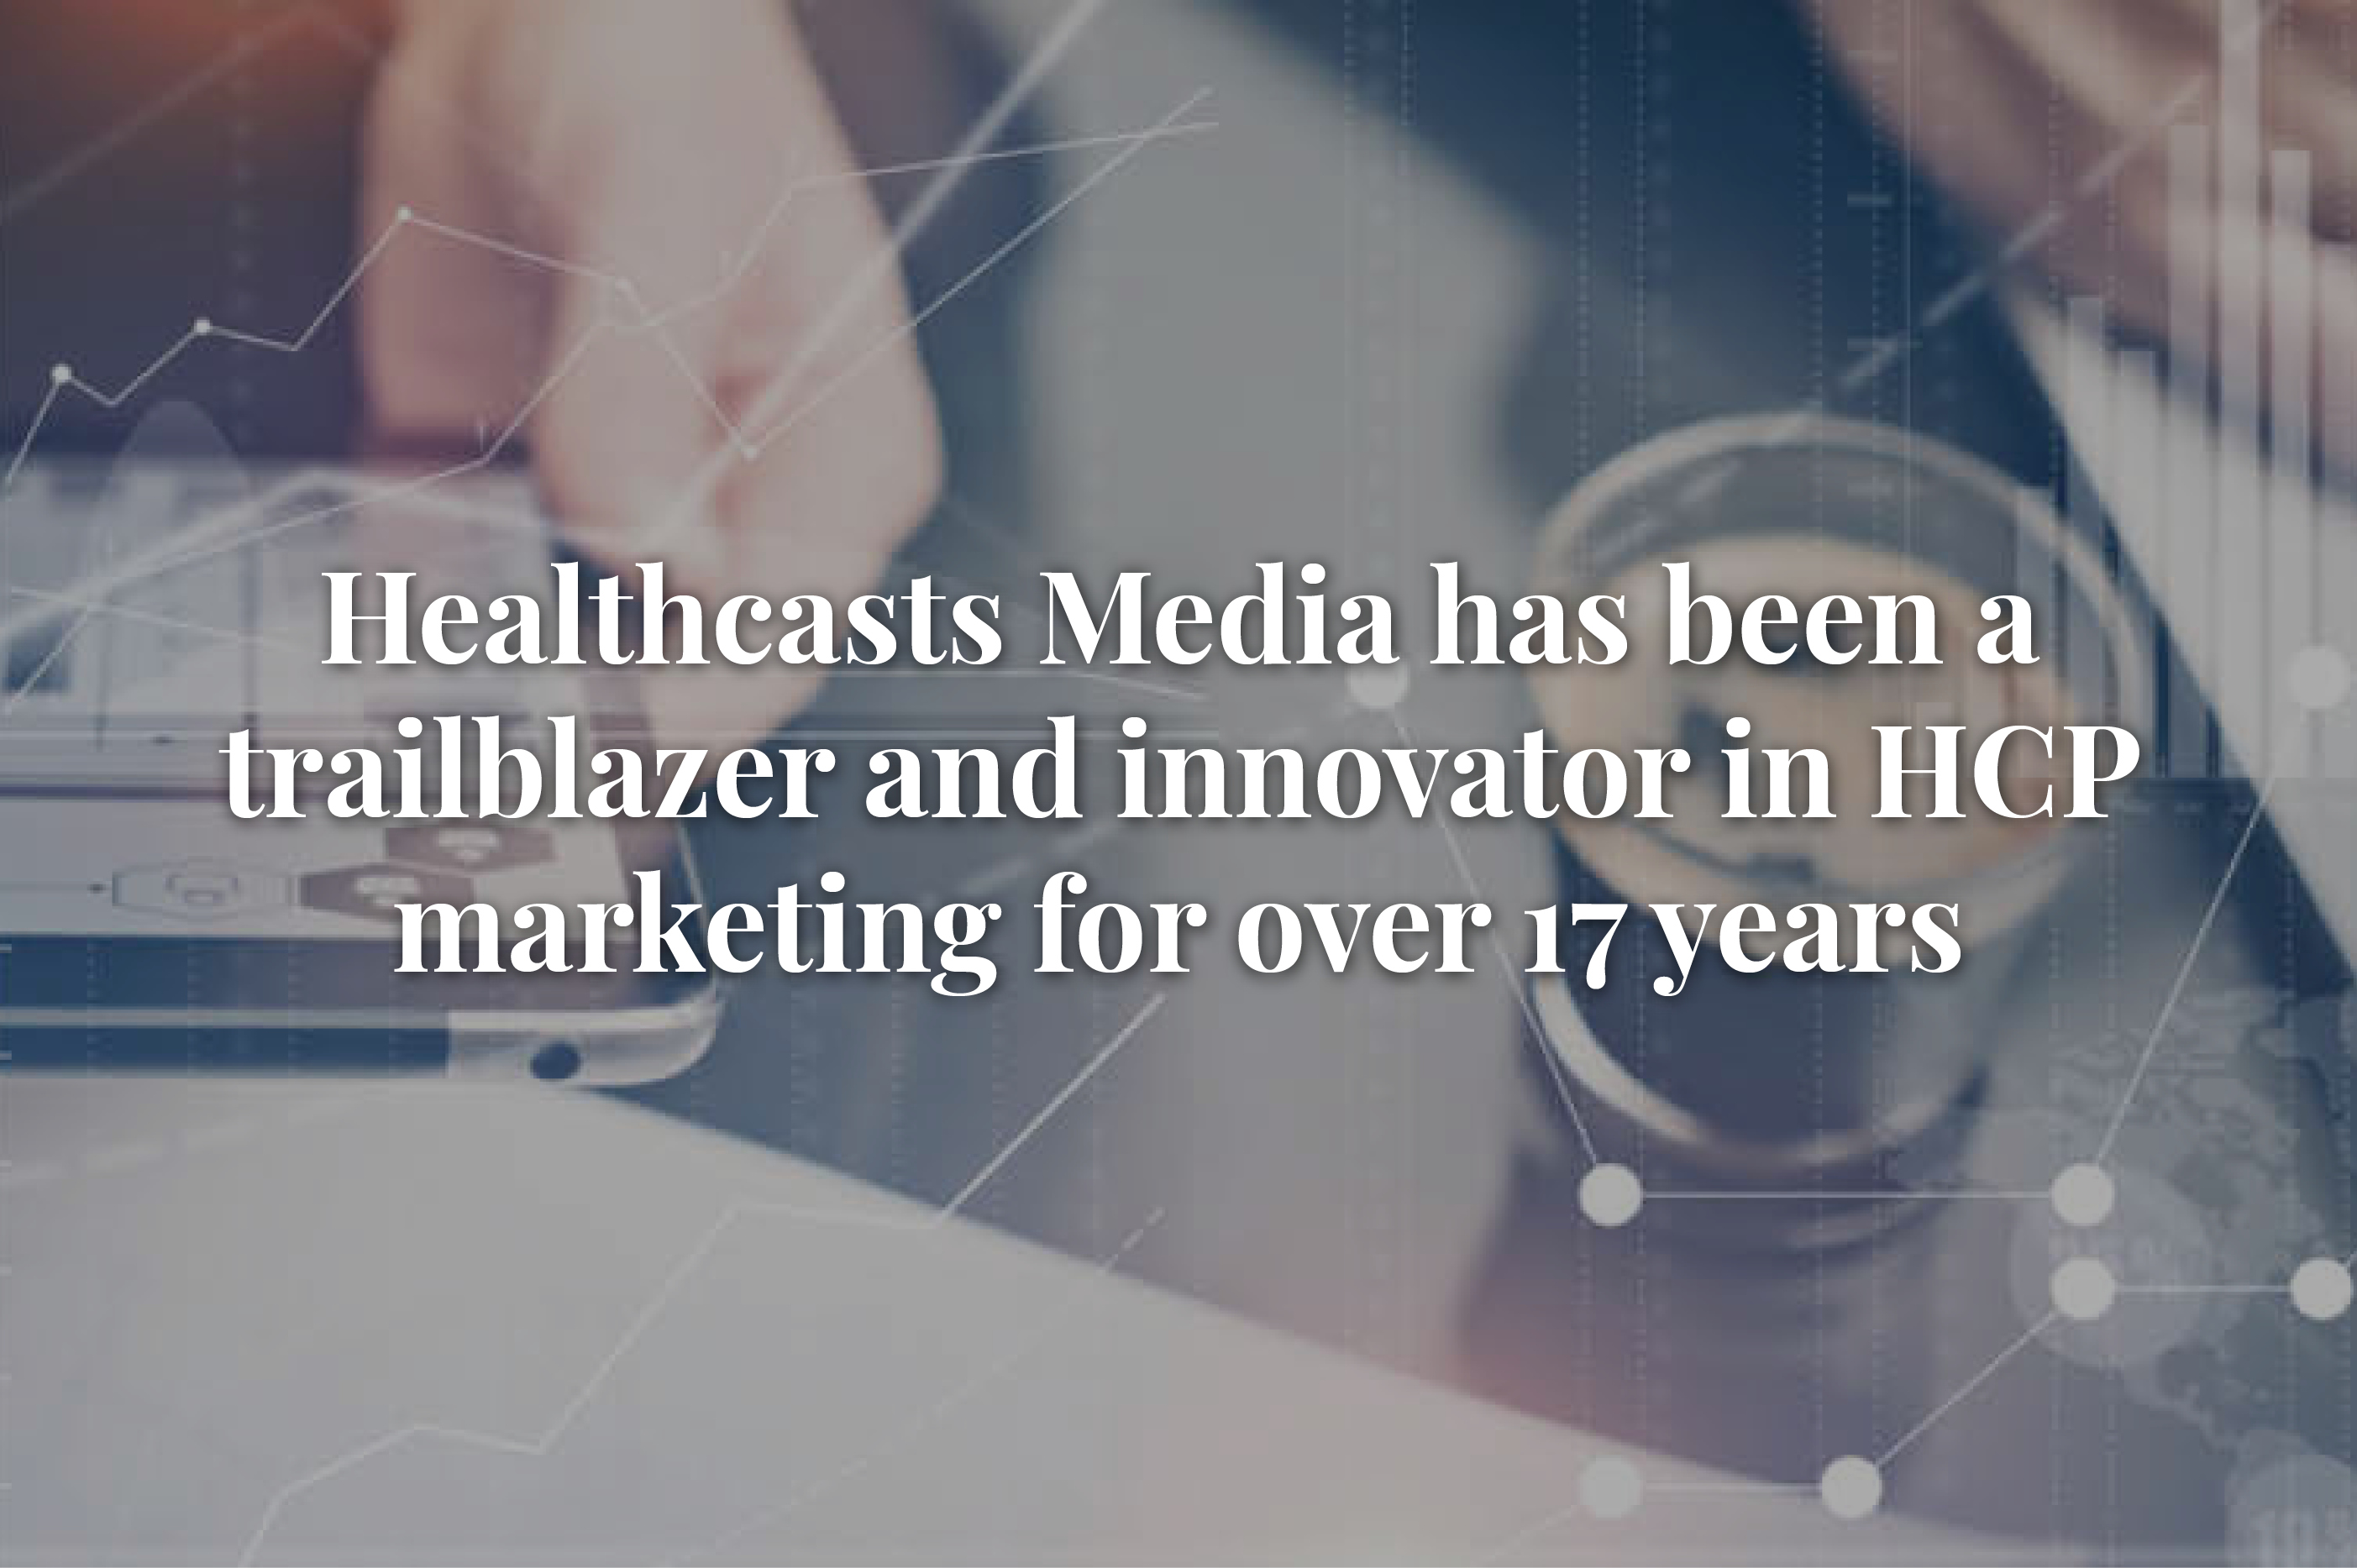 Healthcasts Media has been a
trailblazer and innovator in HCP
marketing for over 17 years